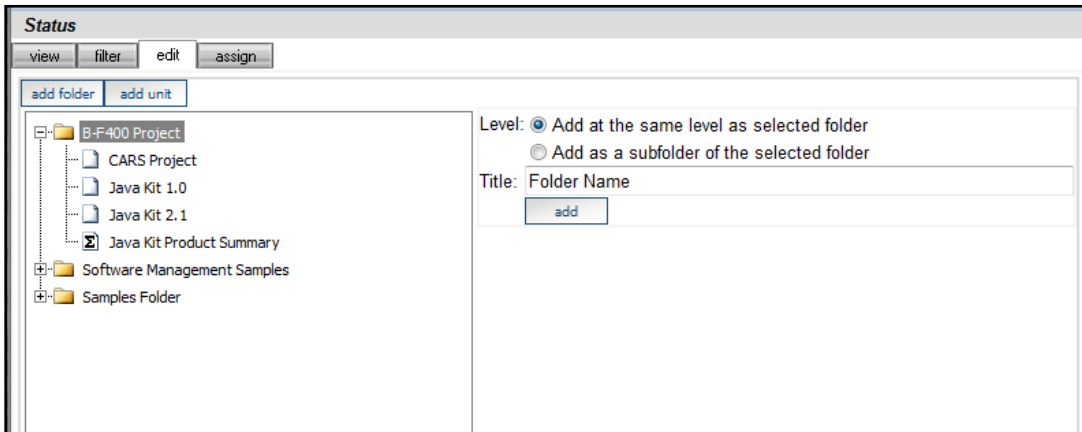 Status
view filter edit assign
add folder add unit
B-F400 Project
CARS Project
Java Kit 1.0
Java Kit 2.1
Σ Java Kit Product Summary
Software Management Samples
Samples Folder
Level: Add at the same level as selected folder
Add as a subfolder of the selected folder
Title: Folder Name
add